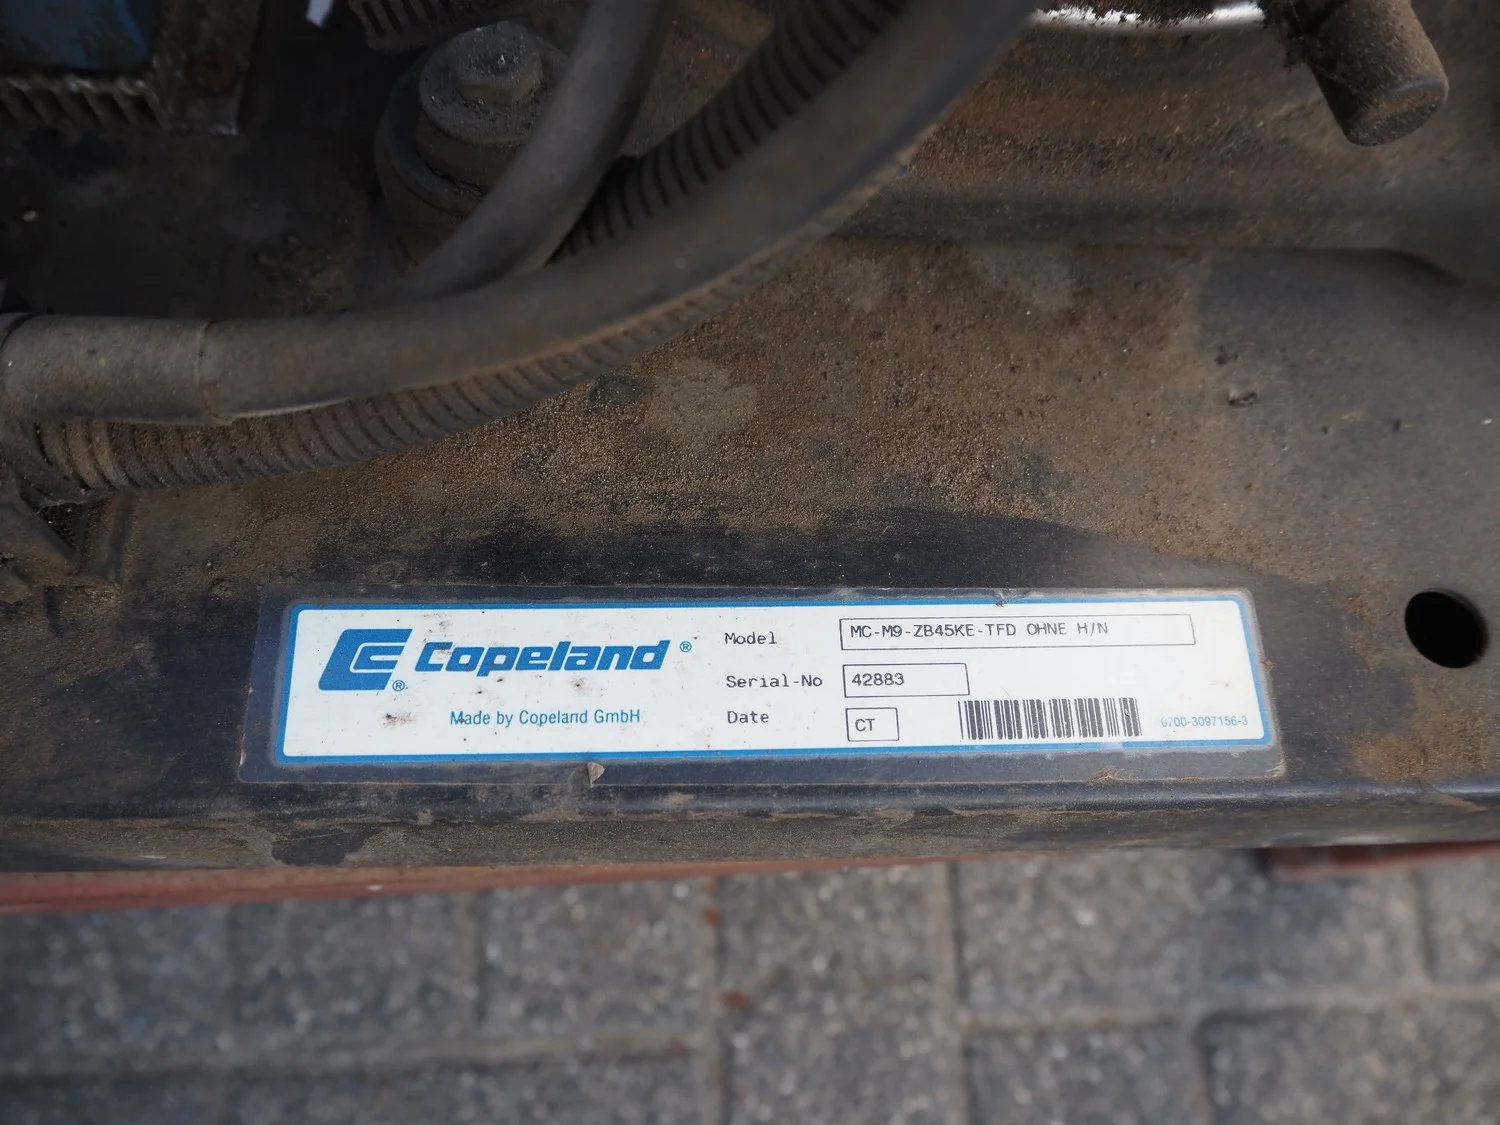 Copeland ®
®
Made by Copeland GmbH
Model MC-M9-ZB45KE-TFD OHNE H/N
Serial-No 42883
Date CT
0700-3097156-3